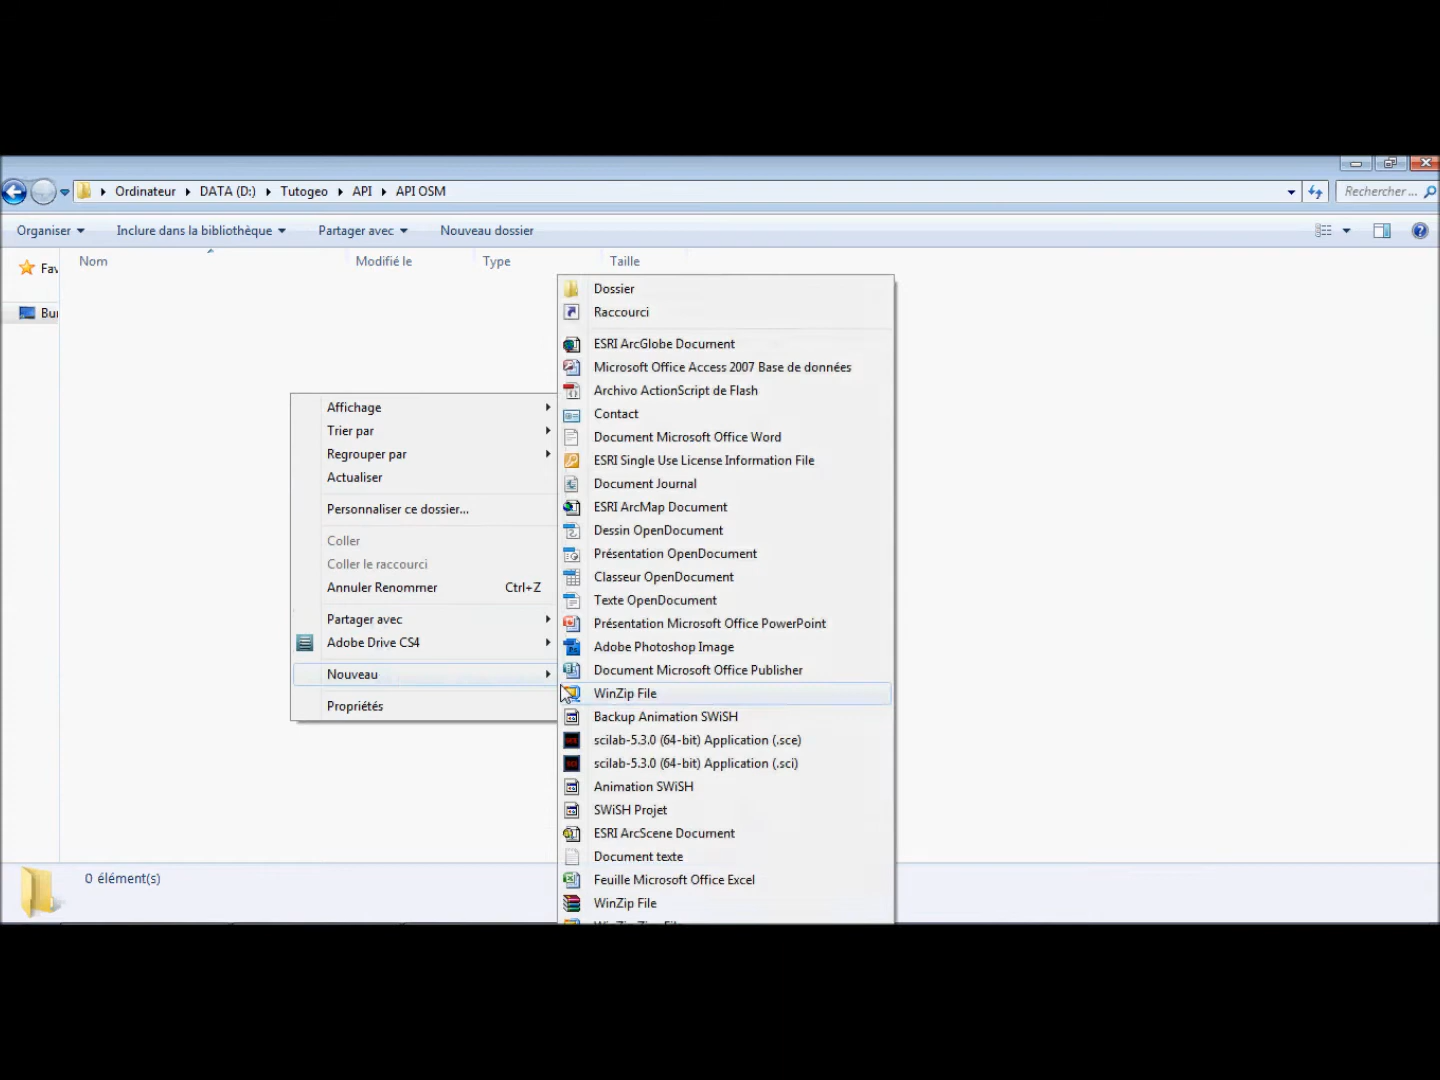 Ordinateur DATA (D:) Tutogeo API API OSM
Rechercher ...
Organiser Inclure dans la bibliothèque Partager avec Nouveau dossier
Nom Modifié le Type Taille
Fav
Bur
Affichage
Trier par
Regrouper par
Actualiser
Personnaliser ce dossier...
Coller
Coller le raccourci
Annuler Renommer Ctrl+Z
Partager avec
Adobe Drive CS4
Nouveau
Propriétés
Dossier
Raccourci
ESRI ArcGlobe Document
Microsoft Office Access 2007 Base de données
Archivo ActionScript de Flash
Contact
Document Microsoft Office Word
ESRI Single Use License Information File
Document Journal
ESRI ArcMap Document
Dessin OpenDocument
Présentation OpenDocument
Classeur OpenDocument
Texte OpenDocument
Présentation Microsoft Office PowerPoint
Adobe Photoshop Image
Document Microsoft Office Publisher
WinZip File
Backup Animation SWiSH
scilab-5.3.0 (64-bit) Application (.sce)
scilab-5.3.0 (64-bit) Application (.sci)
Animation SWiSH
SWiSH Projet
ESRI ArcScene Document
Document texte
Feuille Microsoft Office Excel
WinZip File
0 élément(s)